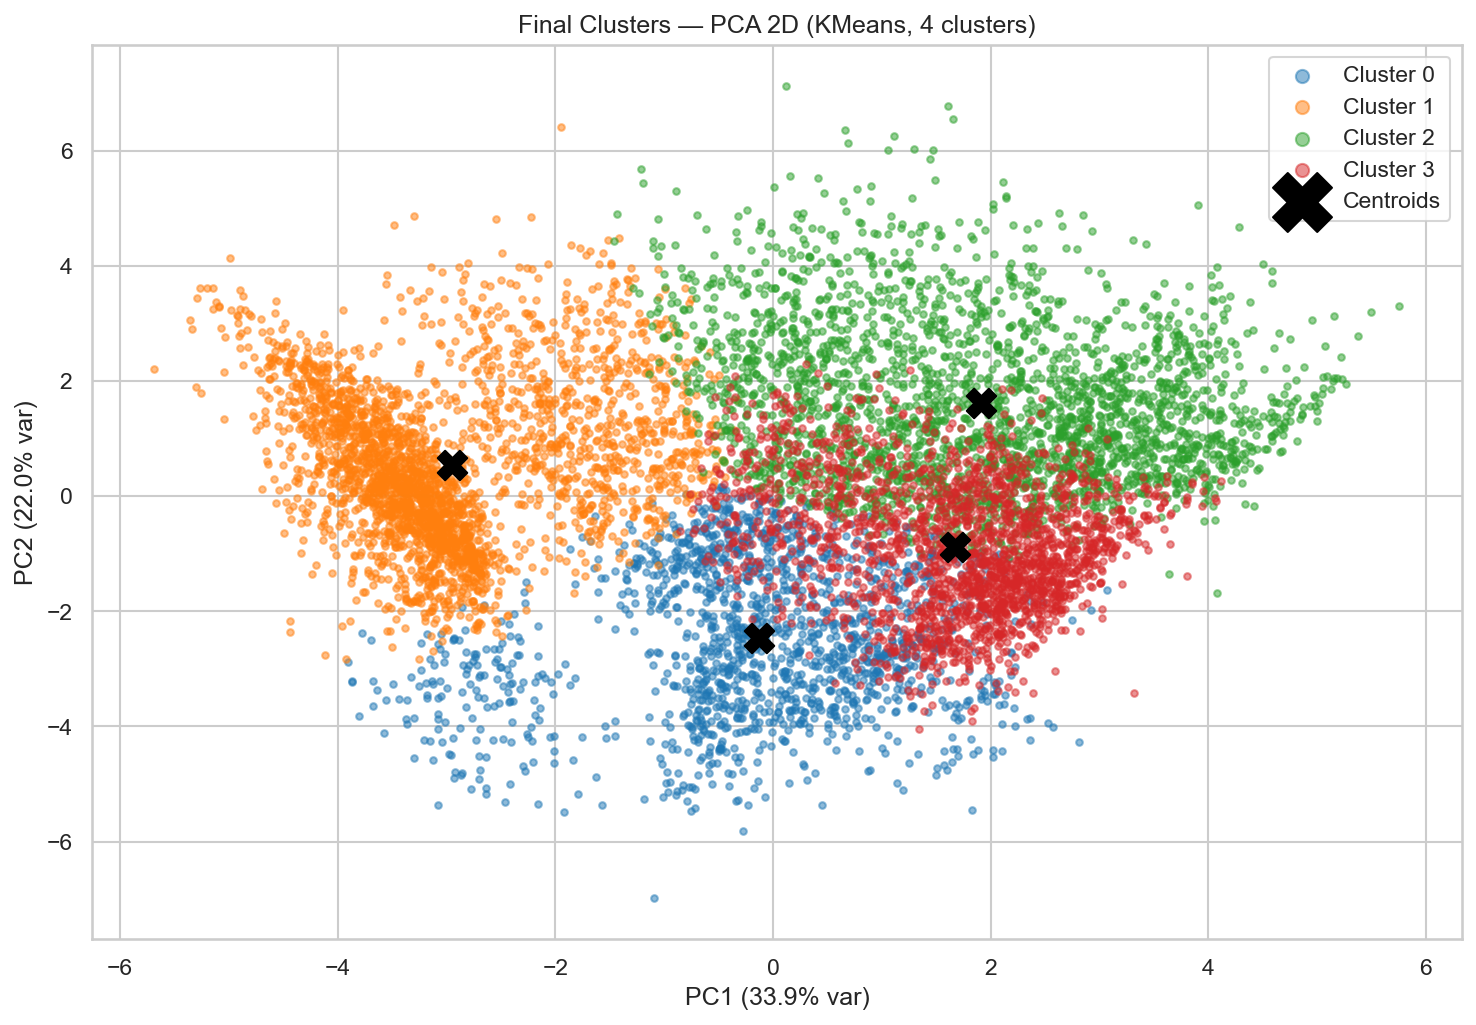 Final Clusters — PCA 2D (KMeans, 4 clusters)
Cluster 0
Cluster 1
Cluster 2
Cluster 3
Centroids
PC2 (22.0% var)
6
4
2
0
−2
−4
−6
−6
−4
−2
0
2
4
6
PC1 (33.9% var)